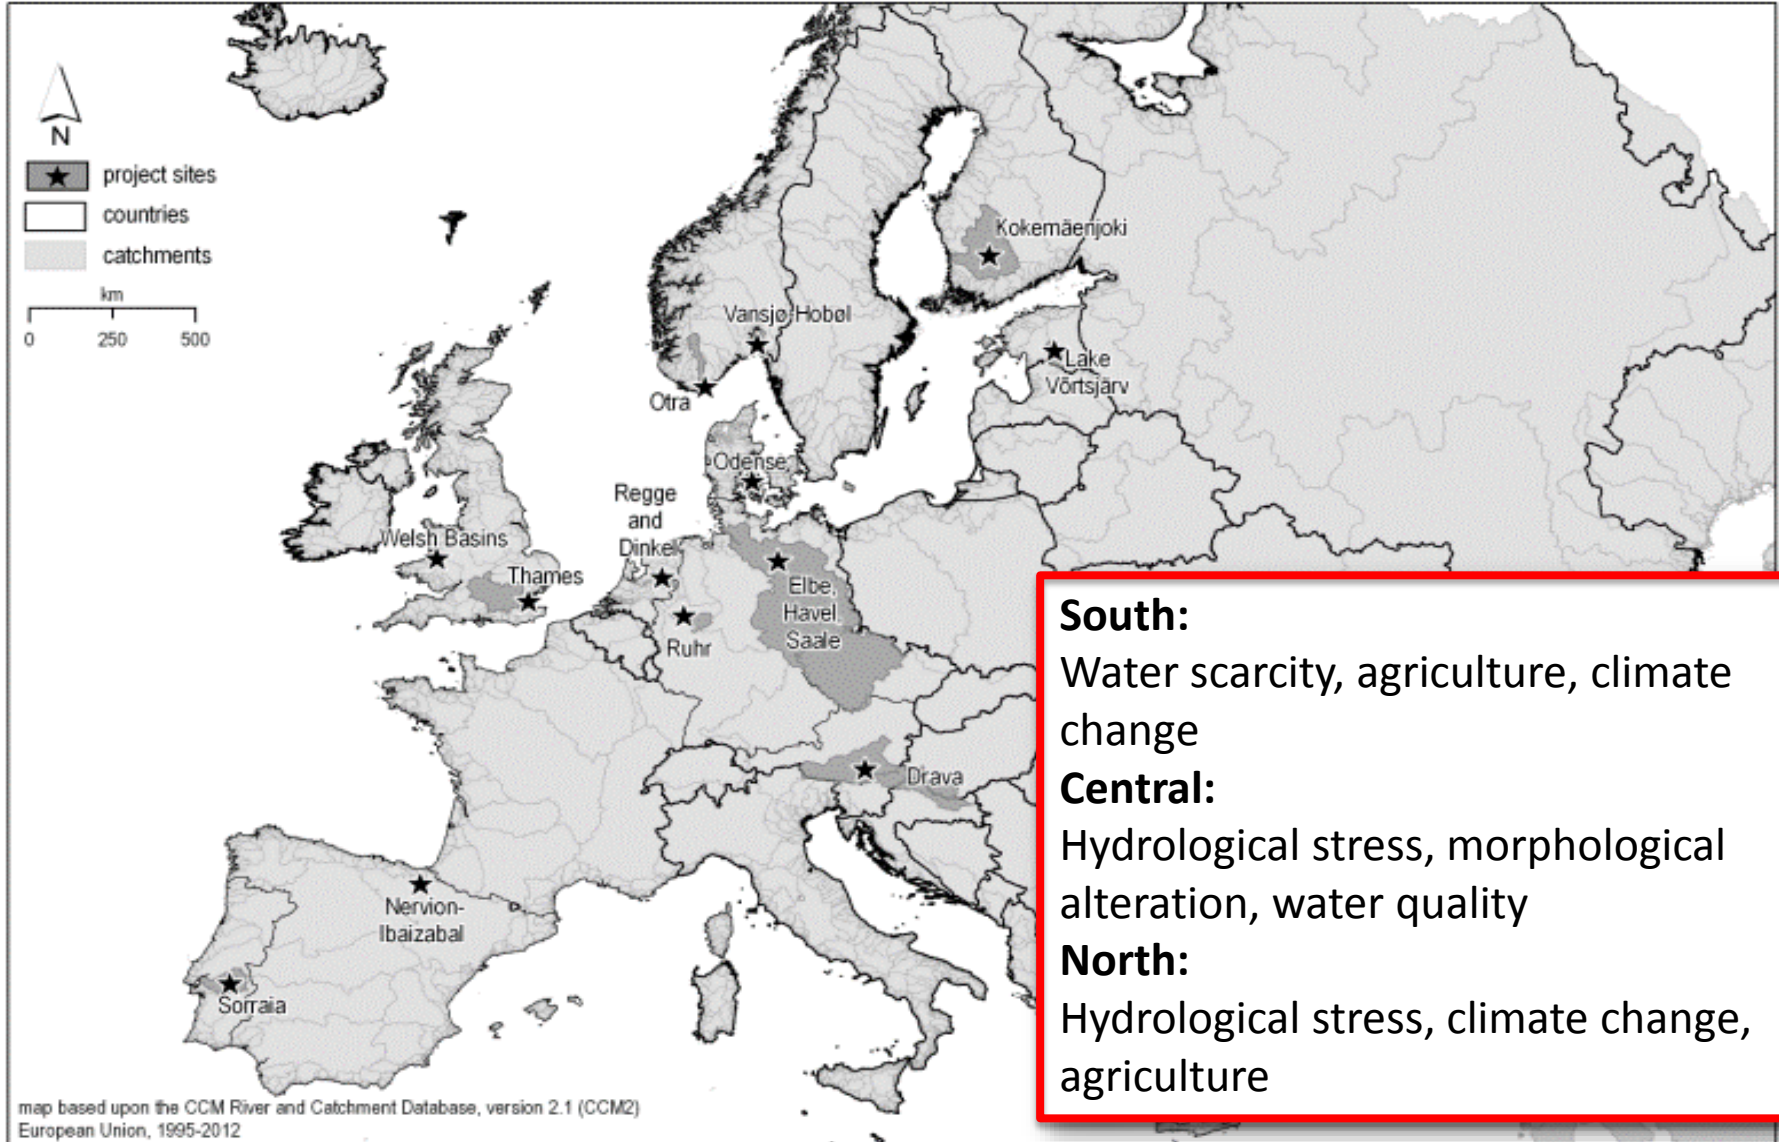 N
project sites
countries
catchments
km
0 250 500
Kokemäenjoki
Vansjø-Hobøl
Lake
Võrtsjärv
Otra
Odense
Regge
and
Dinkel
Welsh Basins
Thames
Elbe,
Havel,
Saale
Ruhr
Drava
Nervion-
Ibaizabal
Sorraia
South:
Water scarcity, agriculture, climate
change
Central:
Hydrological stress, morphological
alteration, water quality
North:
Hydrological stress, climate change,
agriculture
map based upon the CCM River and Catchment Database, version 2.1 (CCM2)
European Union, 1995-2012